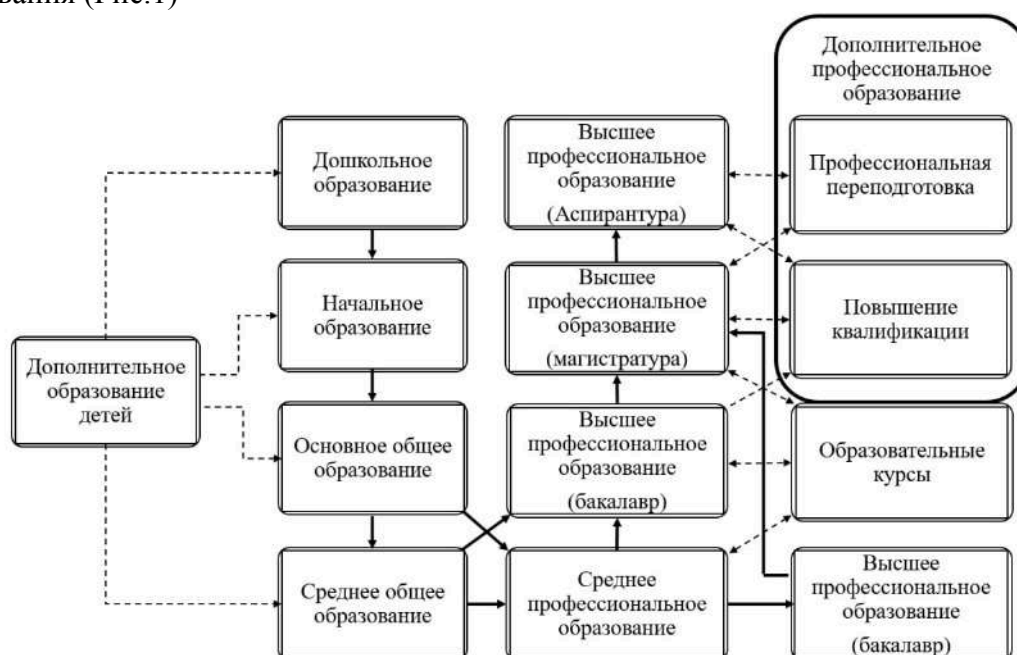 вания (Рис.1)
Дополнительное
профессиональное
образование
Дошкольное
образование
Высшее
профессиональное
образование
(Аспирантура)
Профессиональная
переподготовка
Начальное
образование
Высшее
профессиональное
образование
(магистратура)
Повышение
квалификации
Дополнительное
образование
детей
Основное общее
образование
Высшее
профессиональное
образование
(бакалавр)
Образовательные
курсы
Среднее общее
образование
Среднее
профессиональное
образование
Высшее
профессиональное
образование
(бакалавр)